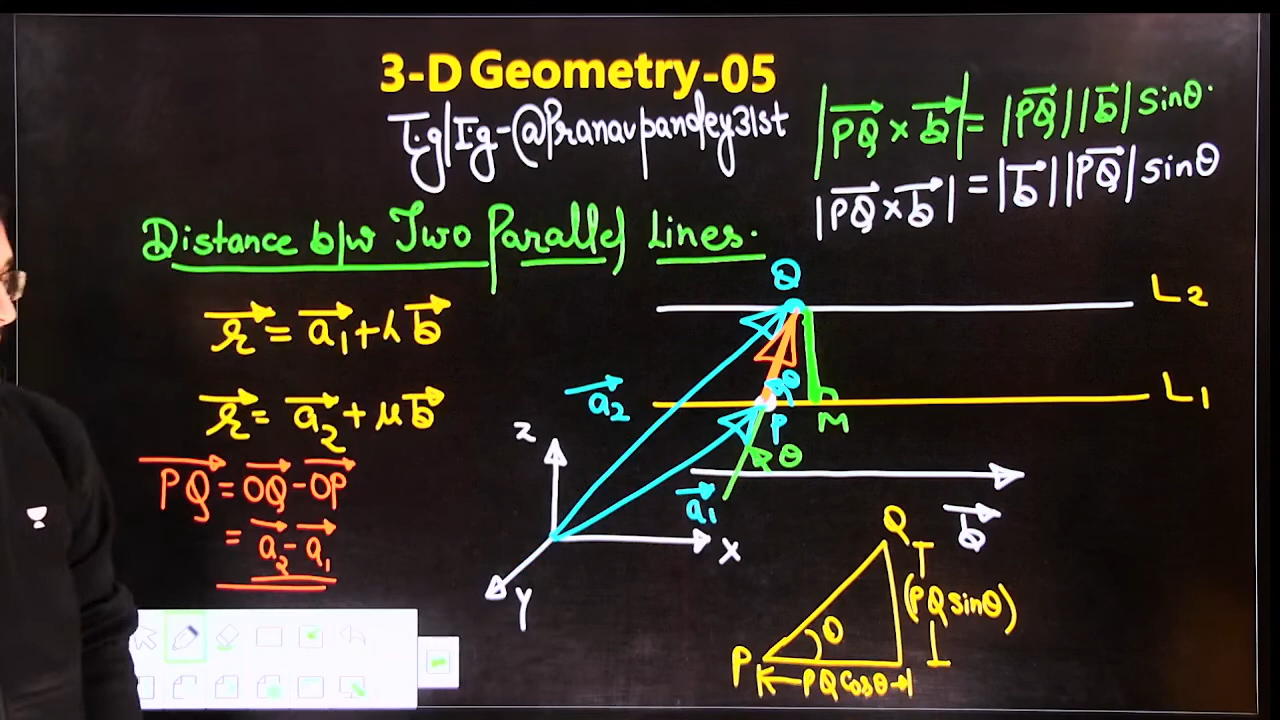 3-D Geometry-05
Tg|Ig-@Pranavpandey31st
|PQ × b| = |PQ| |b| sinθ.
|PQ × b| = |b| |PQ| sinθ
Distance b/w Two Parallel Lines.
r = a₁ + λb
r = a₂ + μb
PQ = OQ - OP
= a₂ - a₁
Q
L2
a₂
θ
L1
P
M
Z
θ
a₁
b
X
Y
Q
(PQ sinθ)
θ
P
PQ cosθ